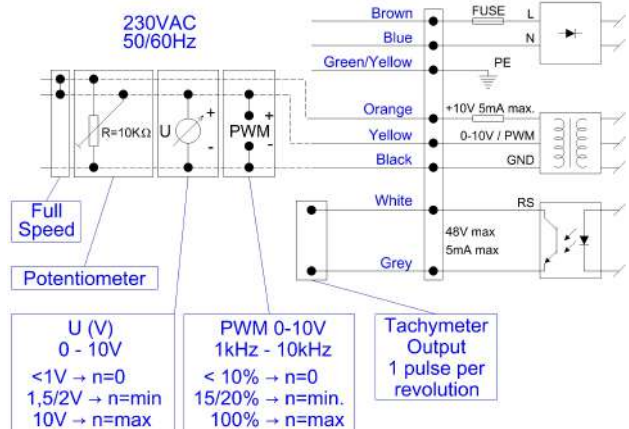 230VAC
50/60Hz
Brown
FUSE
L
Blue
N
Green/Yellow
PE
Orange
+10V 5mA max.
R=10KΩ
U
+
-
PWM
+
-
Yellow
0-10V / PWM
Black
GND
White
RS
48V max
5mA max
Grey
Full
Speed
Potentiometer
U (V)
0 - 10V
<1V → n=0
1,5/2V → n=min
10V → n=max
PWM 0-10V
1kHz - 10kHz
< 10% → n=0
15/20% → n=min.
100% → n=max
Tachymeter
Output
1 pulse per
revolution